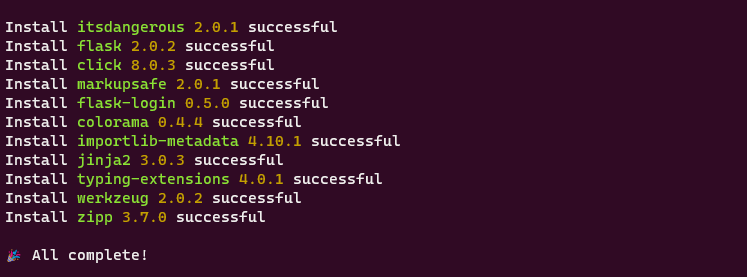 Install itsdangerous 2.0.1 successful
Install flask 2.0.2 successful
Install click 8.0.3 successful
Install markupsafe 2.0.1 successful
Install flask-login 0.5.0 successful
Install colorama 0.4.4 successful
Install importlib-metadata 4.10.1 successful
Install jinja2 3.0.3 successful
Install typing-extensions 4.0.1 successful
Install werkzeug 2.0.2 successful
Install zipp 3.7.0 successful
🎉 All complete!